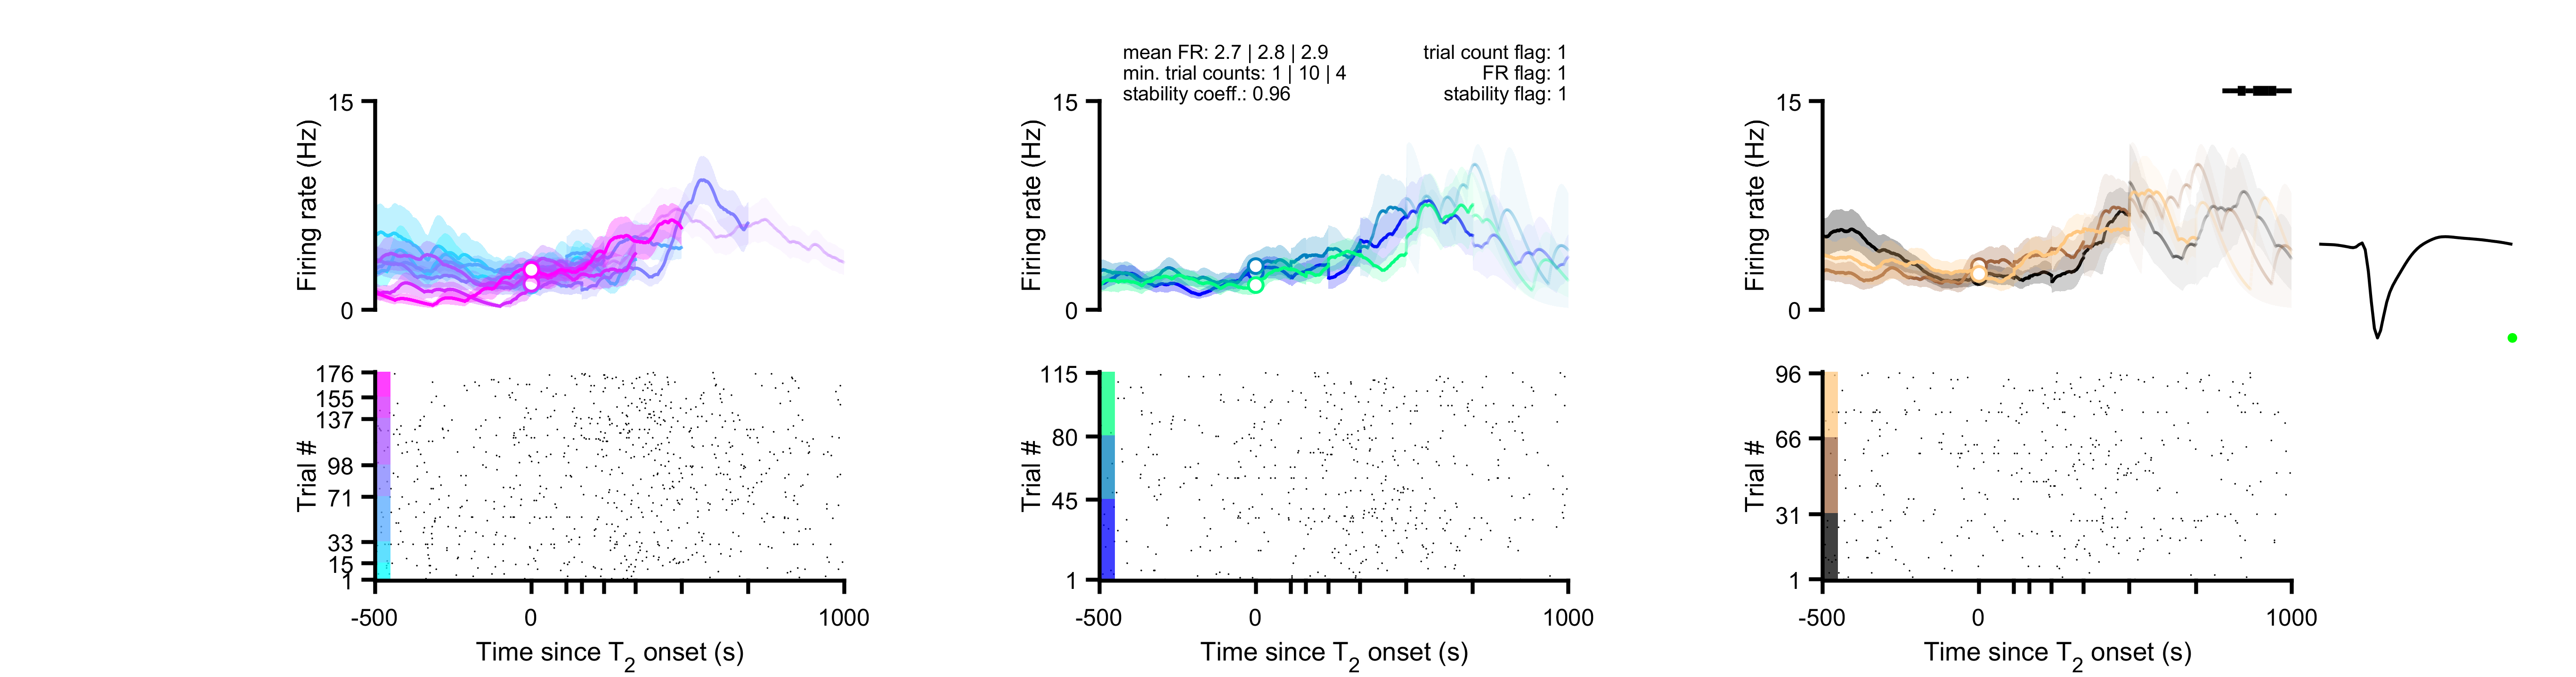 mean FR: 2.7 | 2.8 | 2.9
min. trial counts: 1 | 10 | 4
stability coeff.: 0.96
trial count flag: 1
FR flag: 1
stability flag: 1
15
Firing rate (Hz)
0
15
Firing rate (Hz)
0
15
Firing rate (Hz)
0
176
155
137
98
71
33
15
1
Trial #
-500
0
1000
Time since T2 onset (s)
115
80
45
1
Trial #
-500
0
1000
Time since T2 onset (s)
96
66
31
1
Trial #
-500
0
1000
Time since T2 onset (s)